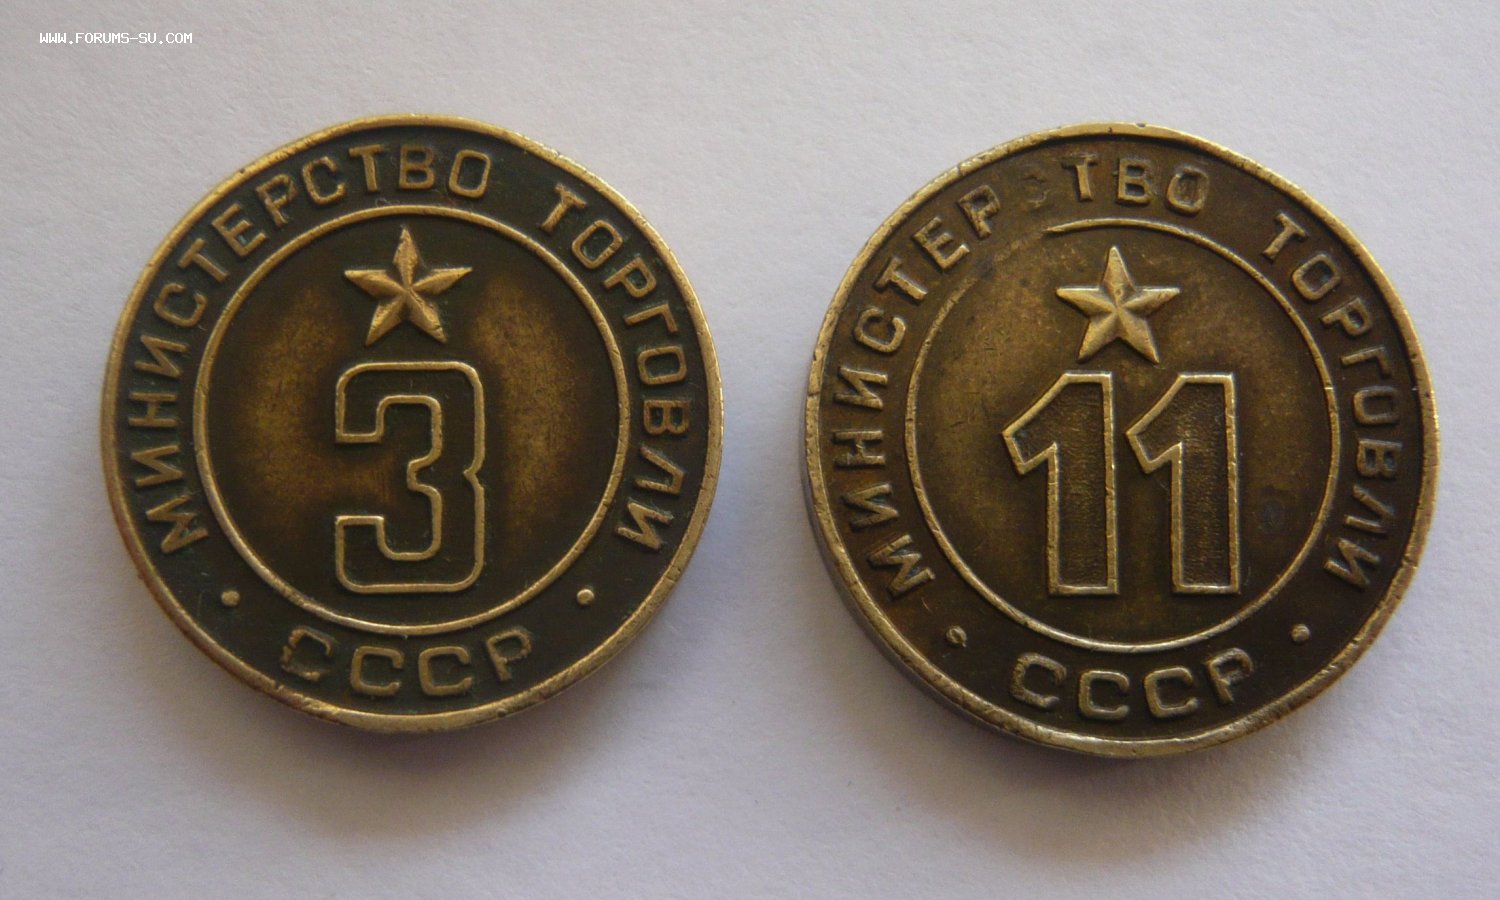 WWW.FORUMS-SU.COM
МИНИСТЕРСТВО ТОРГОВЛИ
3
· СССР ·
МИНИСТЕРСТВО ТОРГОВЛИ
11
· СССР ·